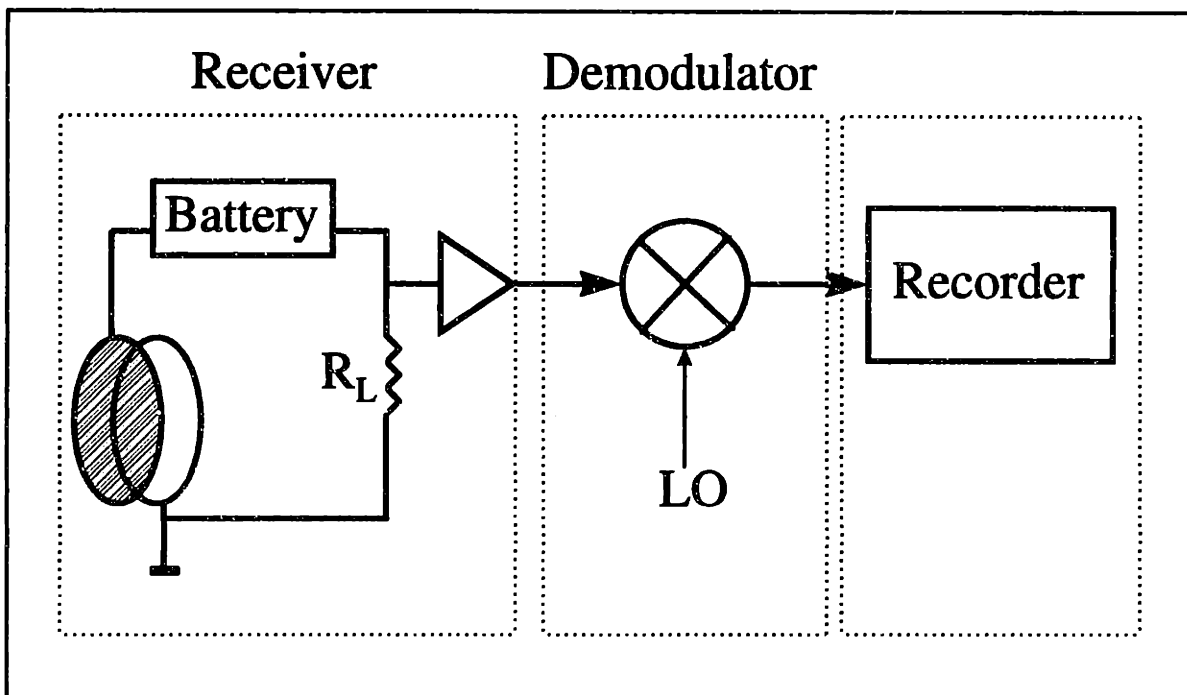 Receiver
Demodulator
Battery
Recorder
R_L
LO